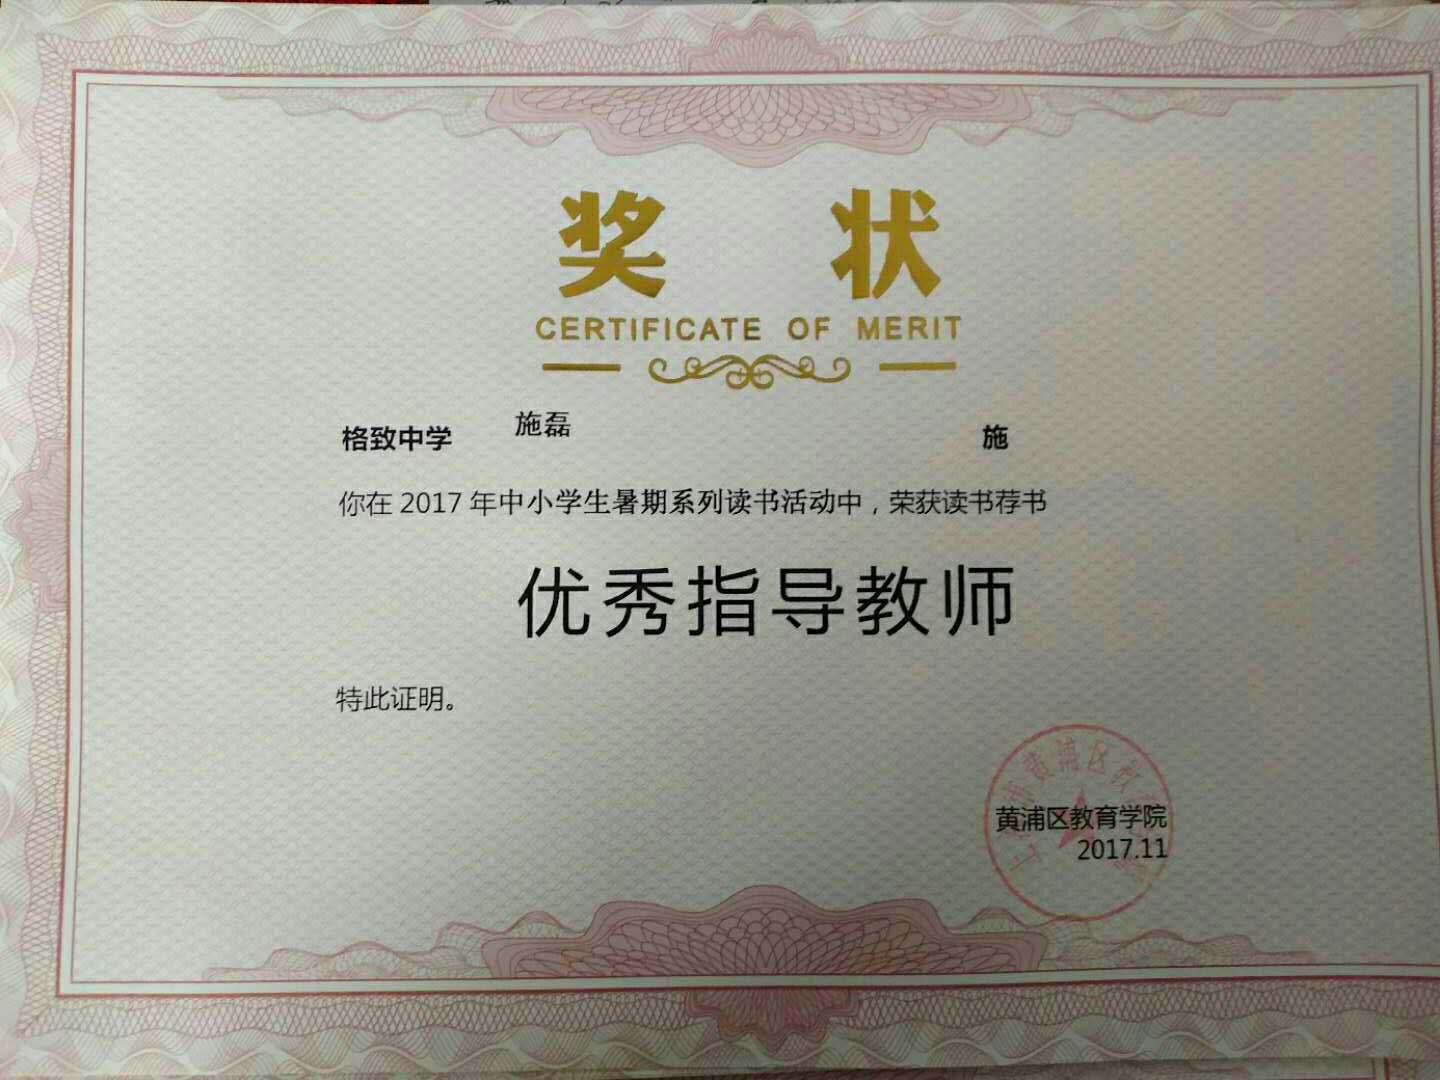 奖 状
CERTIFICATE OF MERIT
格致中学 施磊 施
你在 2017 年中小学生暑期系列读书活动中，荣获读书荐书
优秀指导教师
特此证明。
黄浦区教育学院
2017.11